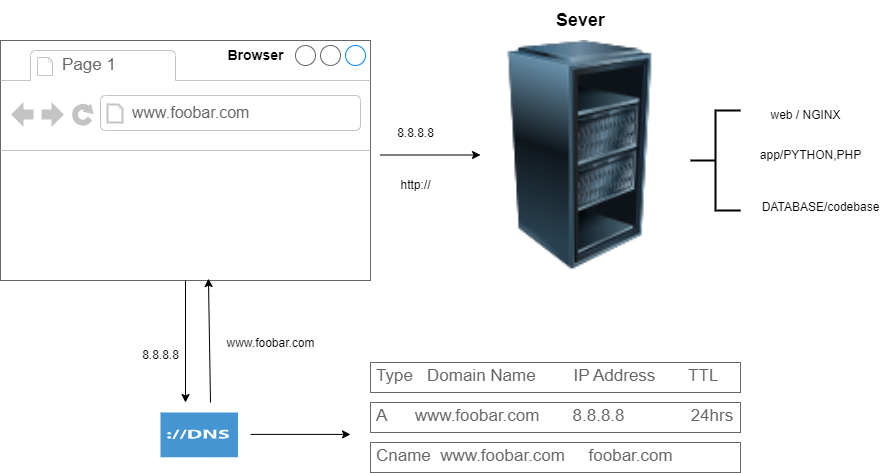 Sever
Browser
Page 1
www.foobar.com
8.8.8.8
http://
web / NGINX
app/PYTHON,PHP
DATABASE/codebase
8.8.8.8
www.foobar.com
://DNS
Type Domain Name IP Address TTL
A www.foobar.com 8.8.8.8 24hrs
Cname www.foobar.com foobar.com